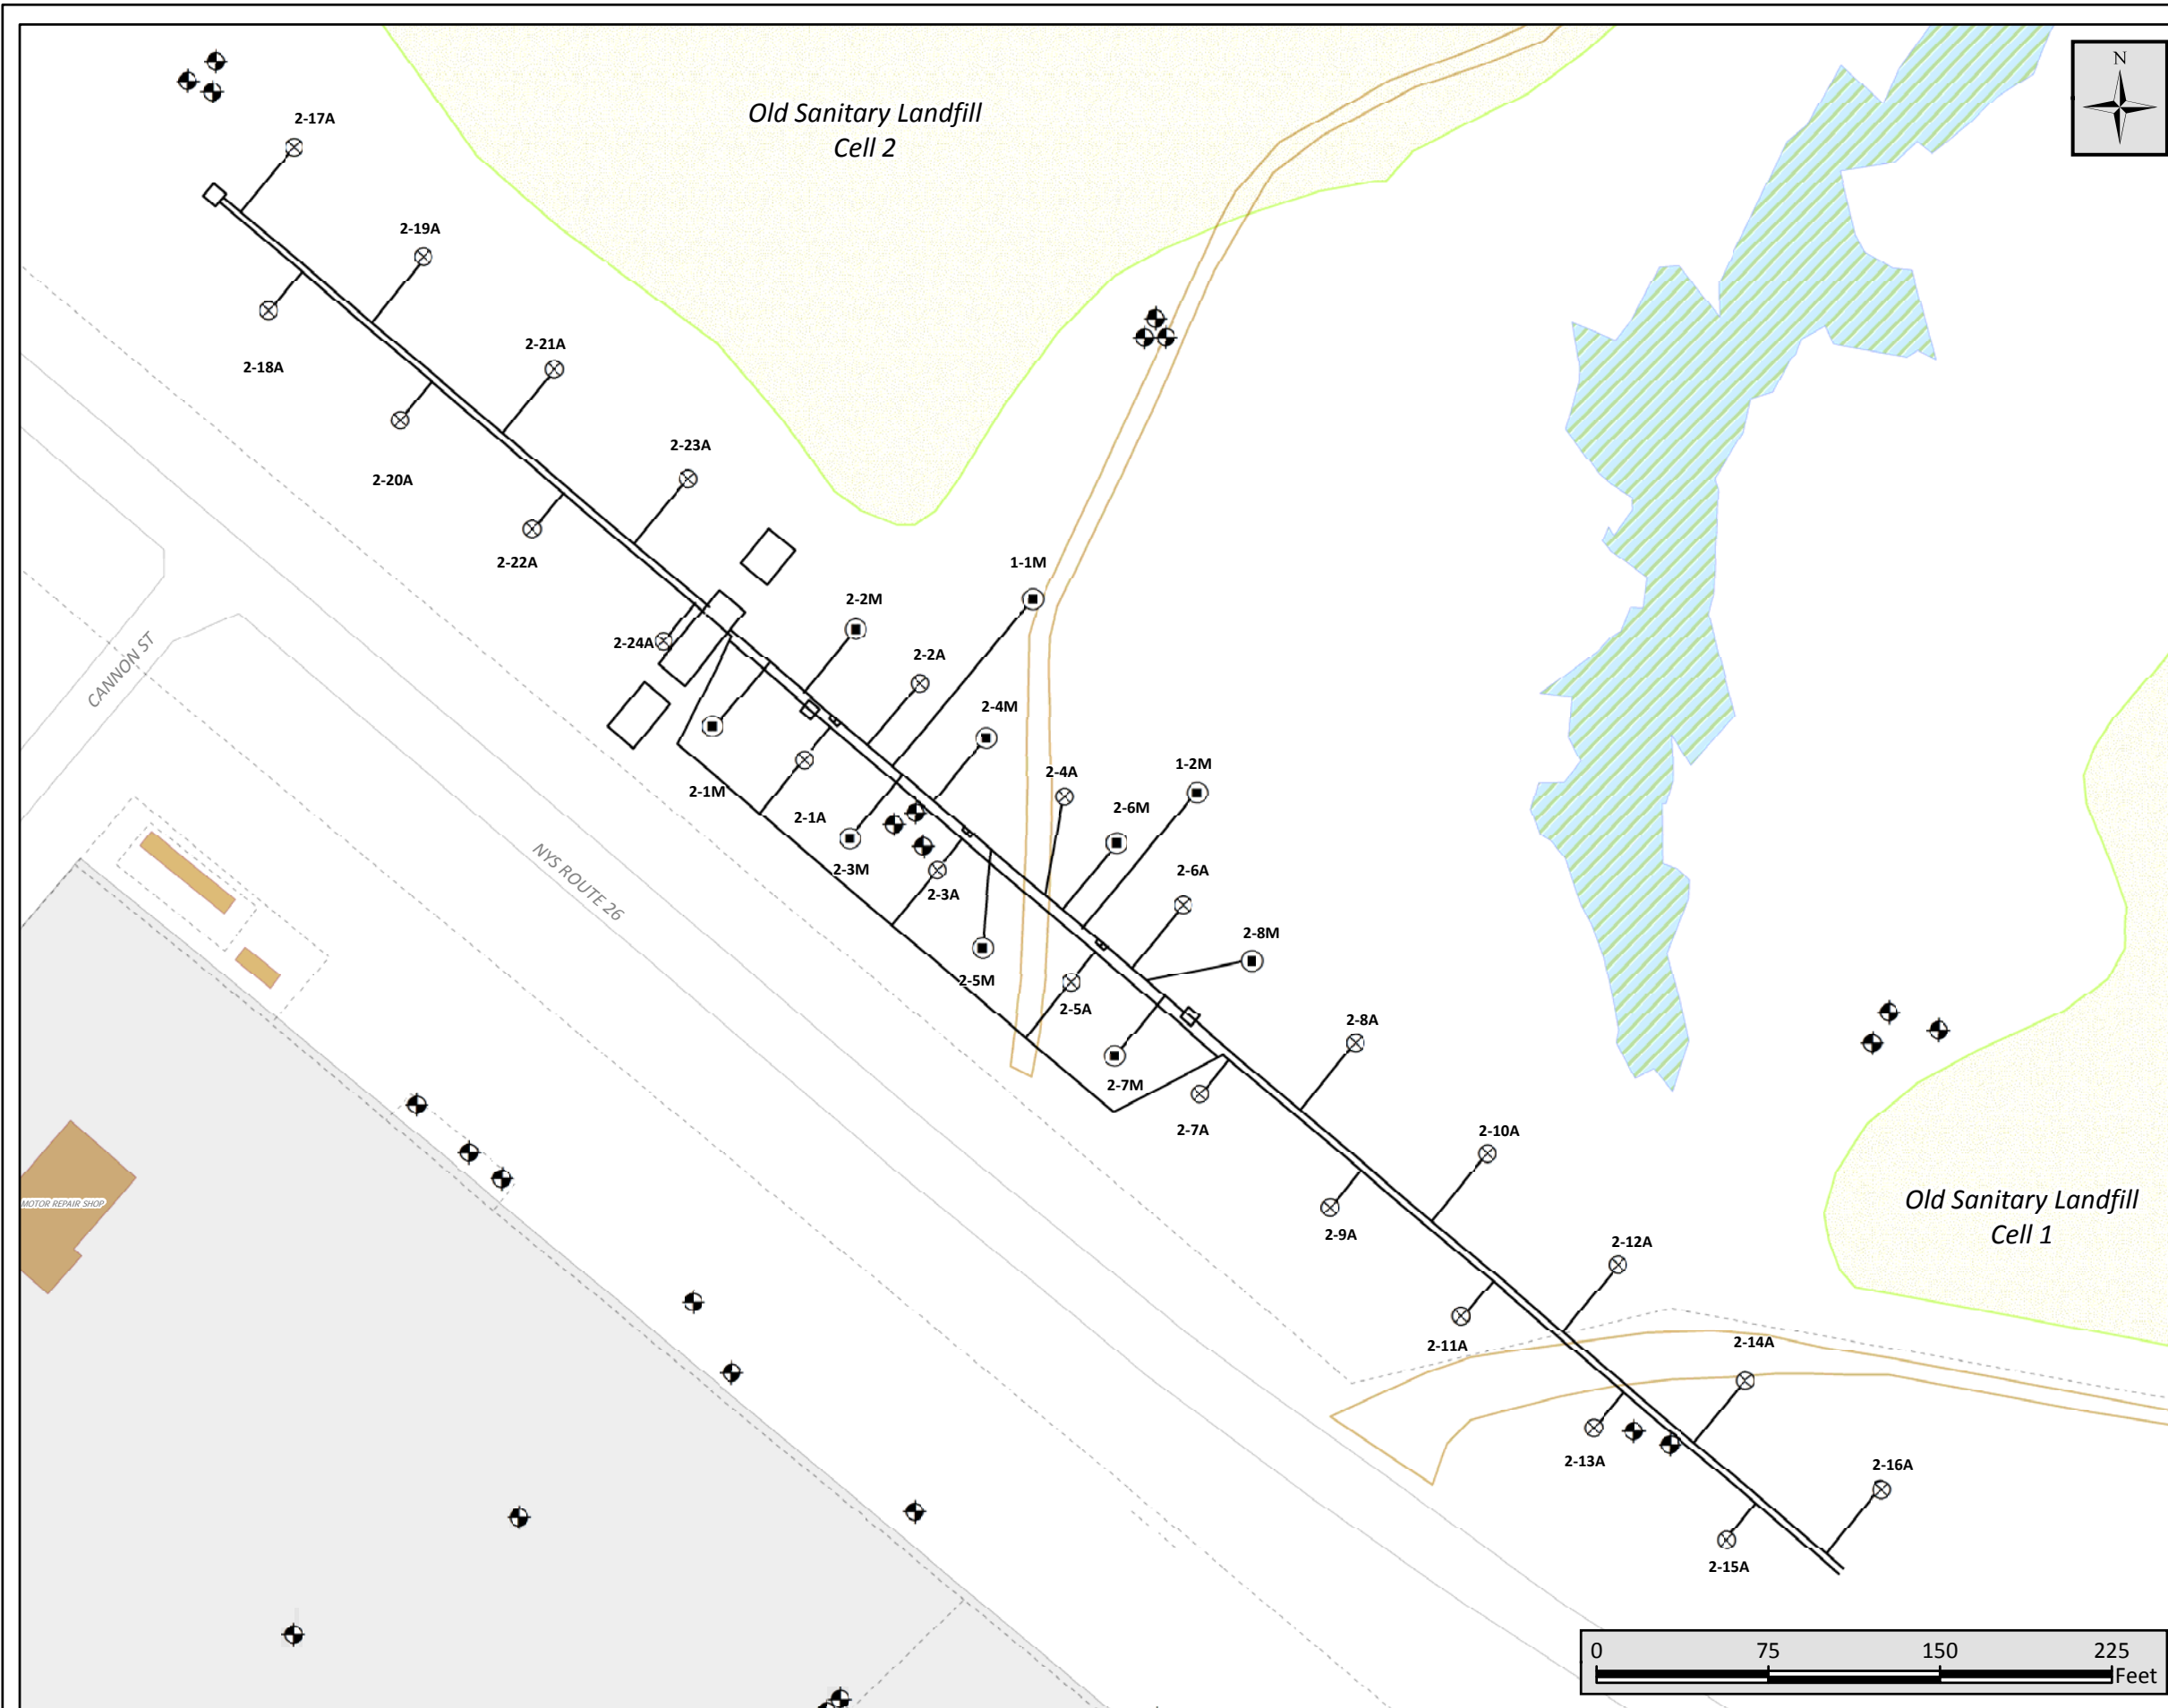 N
Old Sanitary Landfill
Cell 2
2-17A
2-19A
2-18A
2-21A
2-23A
2-20A
2-22A
1-1M
2-2M
2-24A
2-2A
CANNON ST
2-4M
2-4A
1-2M
2-1M
2-6M
2-1A
2-3M
2-6A
NYS ROUTE 26
2-3A
2-8M
2-5M
2-5A
2-8A
2-7M
2-7A
2-10A
MOTOR REPAIR SHOP
Old Sanitary Landfill
Cell 1
2-9A
2-12A
2-11A
2-14A
2-13A
2-16A
2-15A
0 75 150 225
Feet